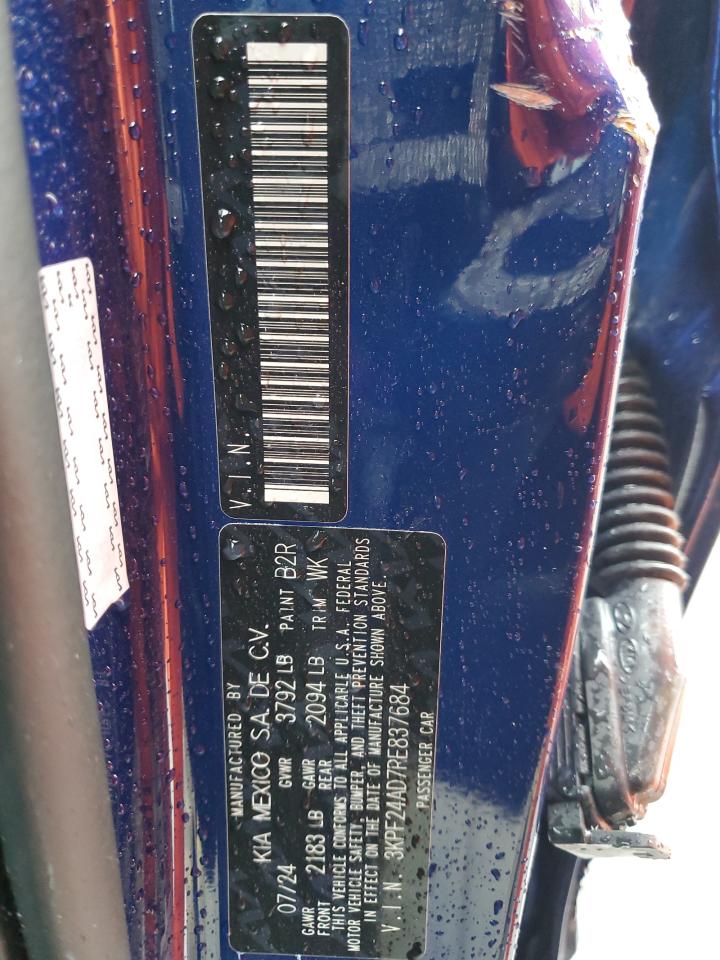 V.I.N.
MANUFACTURED BY
KIA MEXICO S.A. DE C.V.
07/24 GVWR 3792 LB PAINT B2R
GAWR FRONT 2183 LB GAWR REAR 2094 LB TRIM WK
THIS VEHICLE CONFORMS TO ALL APPLICABLE U.S.A. FEDERAL
MOTOR VEHICLE SAFETY, BUMPER, AND THEFT PREVENTION STANDARDS
IN EFFECT ON THE DATE OF MANUFACTURE SHOWN ABOVE.
V.I.N. 3KPF24AD7RE837684
PASSENGER CAR